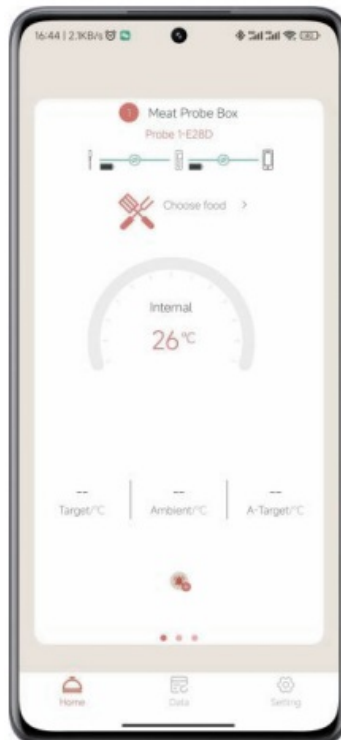 16:44 | 2.1KB/s
1 Meat Probe Box
Probe 1-E28D
Choose food >
Internal
26 °C
-- -- --
Target/°C Ambient/°C A-Target/°C
Home Data Setting